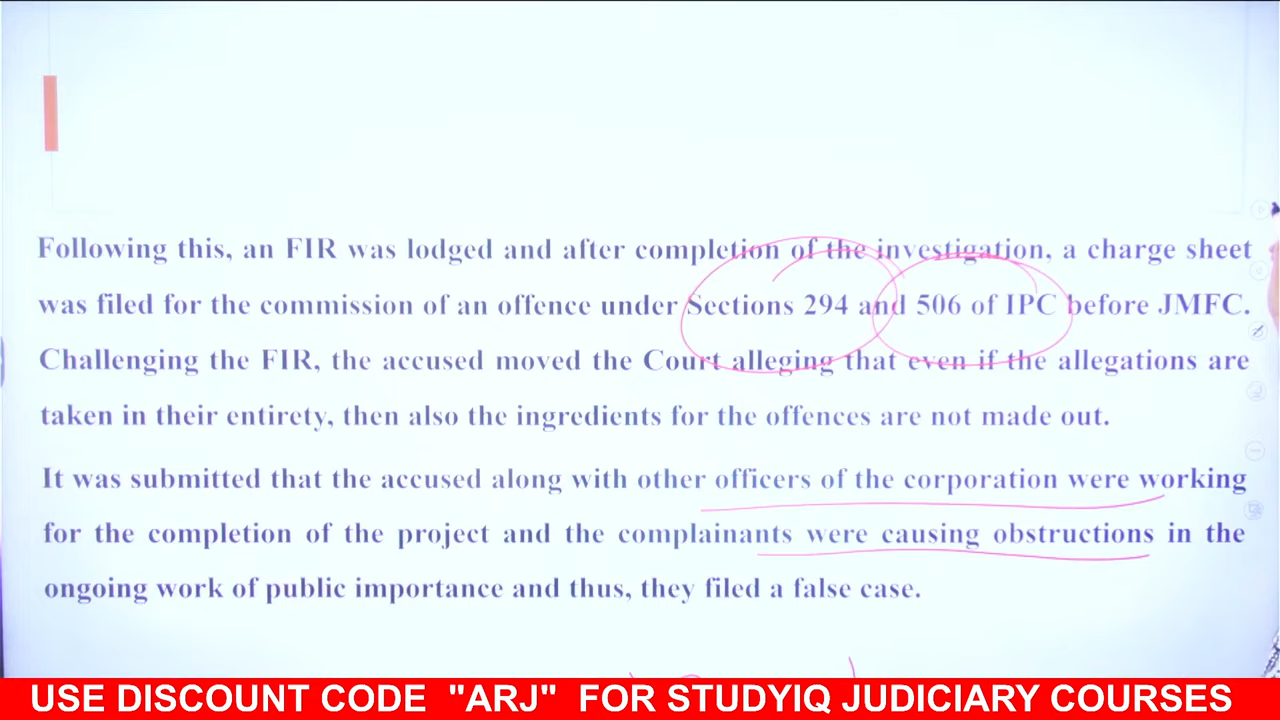 Following this, an FIR was lodged and after completion of the investigation, a charge sheet
was filed for the commission of an offence under Sections 294 and 506 of IPC before JMFC.
Challenging the FIR, the accused moved the Court alleging that even if the allegations are
taken in their entirety, then also the ingredients for the offences are not made out.
It was submitted that the accused along with other officers of the corporation were working
for the completion of the project and the complainants were causing obstructions in the
ongoing work of public importance and thus, they filed a false case.
USE DISCOUNT CODE "ARJ" FOR STUDYIQ JUDICIARY COURSES